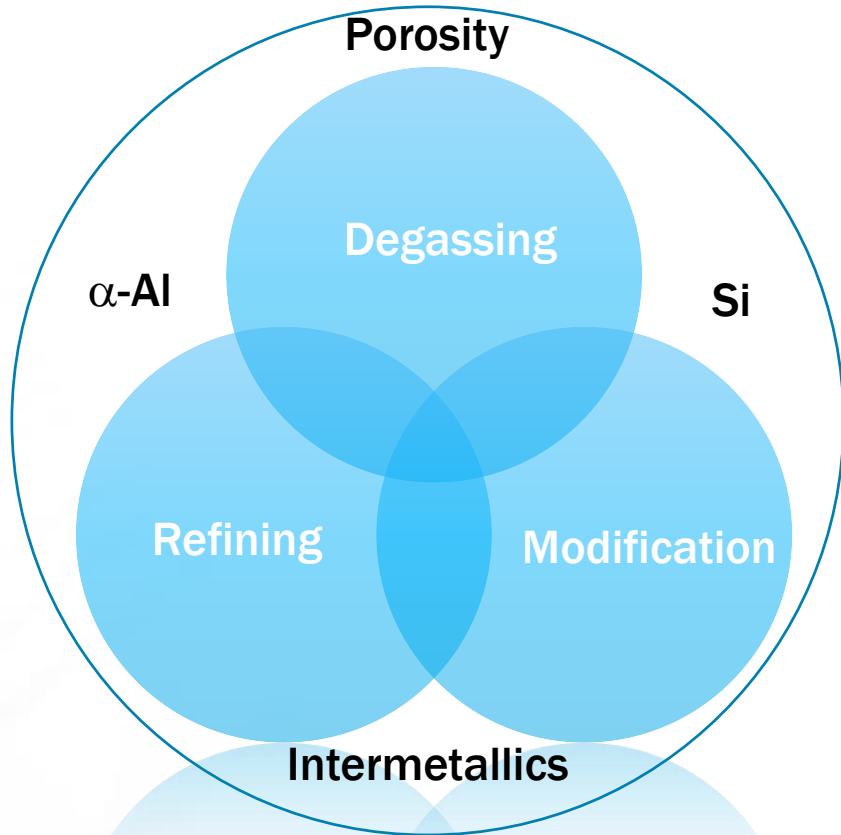 Porosity
Degassing
α-Al
Si
Refining
Modification
Intermetallics